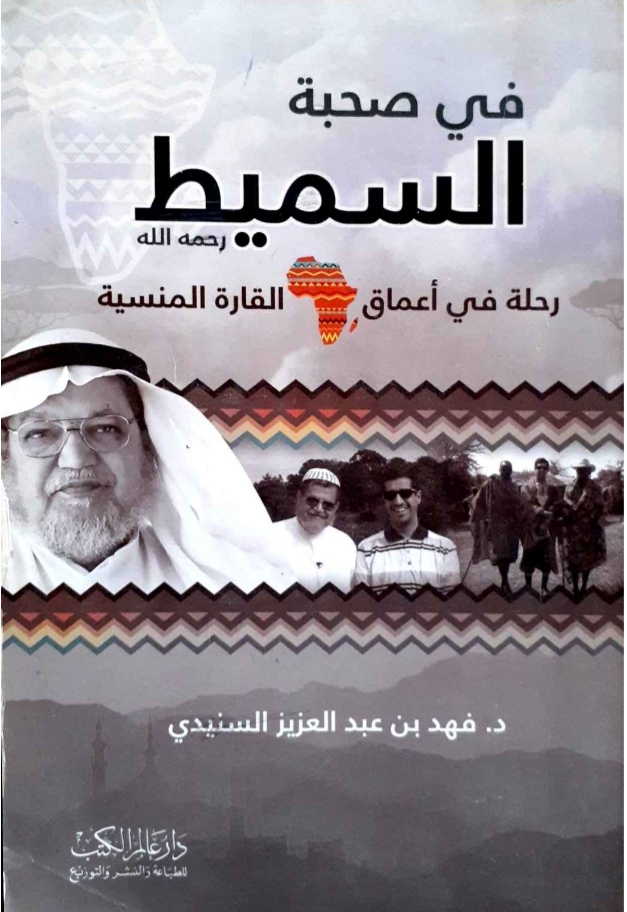 في صحبة
السميط
رحمه الله
رحلة في أعماق القارة المنسية
د. فهد بن عبد العزيز السنيدي
دار عالم الكتب
للطباعة والنشر والتوزيع